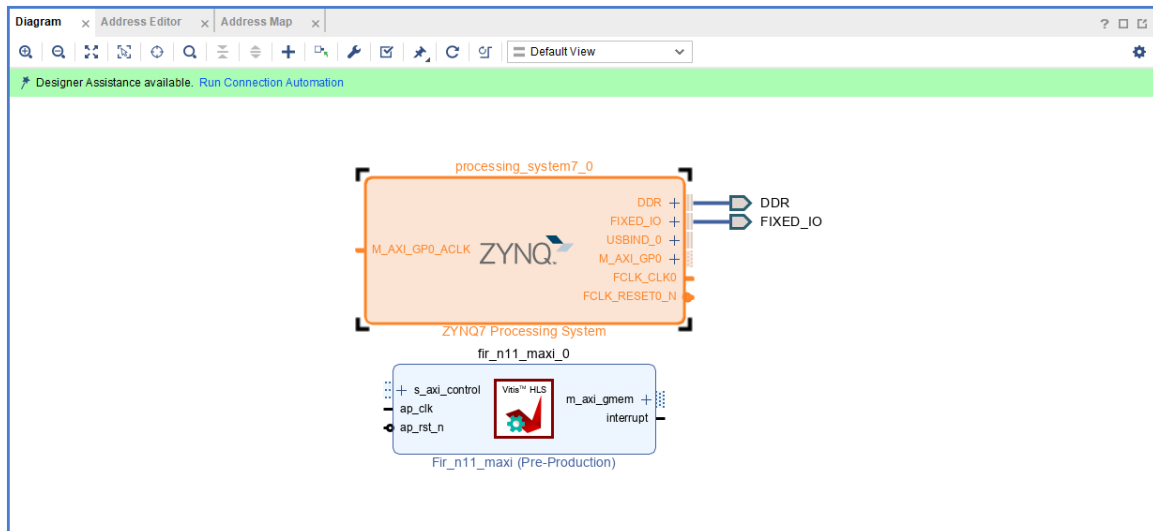 Diagram × Address Editor × Address Map × ?
Default View
Designer Assistance available. Run Connection Automation
processing_system7_0
DDR
FIXED_IO
USBIND_0
M_AXI_GP0
FCLK_CLK0
FCLK_RESET0_N
M_AXI_GP0_ACLK
ZYNQ
DDR
FIXED_IO
ZYNQ7 Processing System
fir_n11_maxi_0
s_axi_control
ap_clk
ap_rst_n
Vitis™ HLS
m_axi_gmem
interrupt
Fir_n11_maxi (Pre-Production)